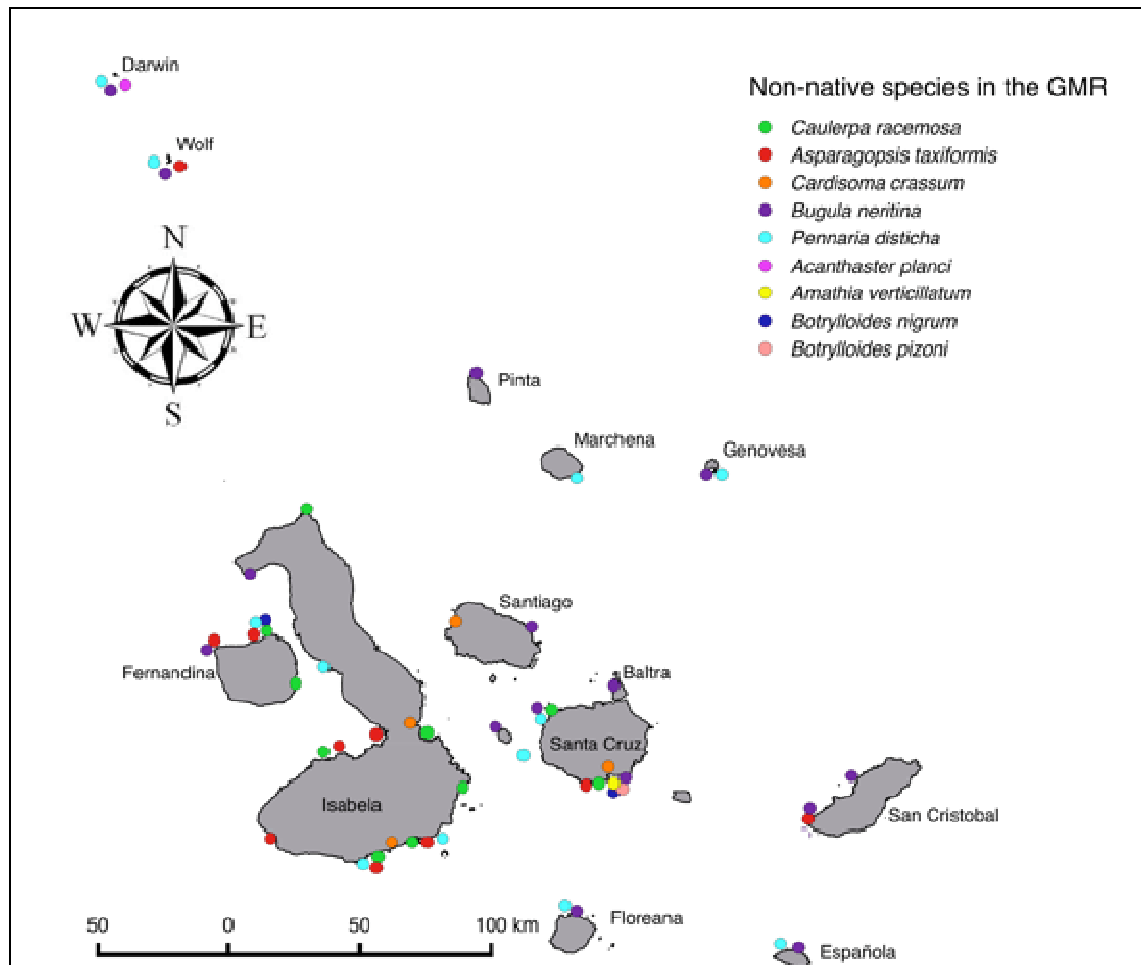 Darwin
Non-native species in the GMR
Caulerpa racemosa
Wolf
Asparagopsis taxiformis
Cardisoma crassum
Bugula neritina
N
Pennaria disticha
Acanthaster planci
Amathia verticillatum
W E
Botrylloides nigrum
Botrylloides pizoni
S
Pinta
Marchena
Genovesa
Santiago
Fernandina
Baltra
Santa Cruz
Isabela
San Cristobal
50 0 50 100 km
Floreana
Española